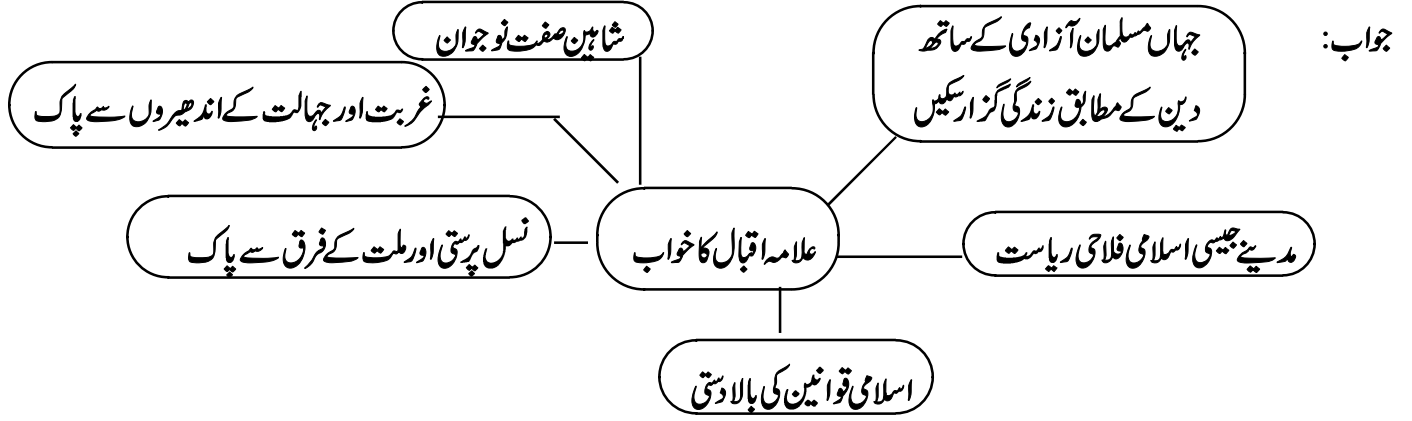 جواب:
جہاں مسلمان آزادی کے ساتھ
دین کے مطابق زندگی گزار سکیں
شاہین صفت نوجوان
غربت اور جہالت کے اندھیروں سے پاک
مدینے جیسی اسلامی فلاحی ریاست
علامہ اقبال کا خواب
نسل پرستی اور ملت کے فرق سے پاک
اسلامی قوانین کی بالا دستی